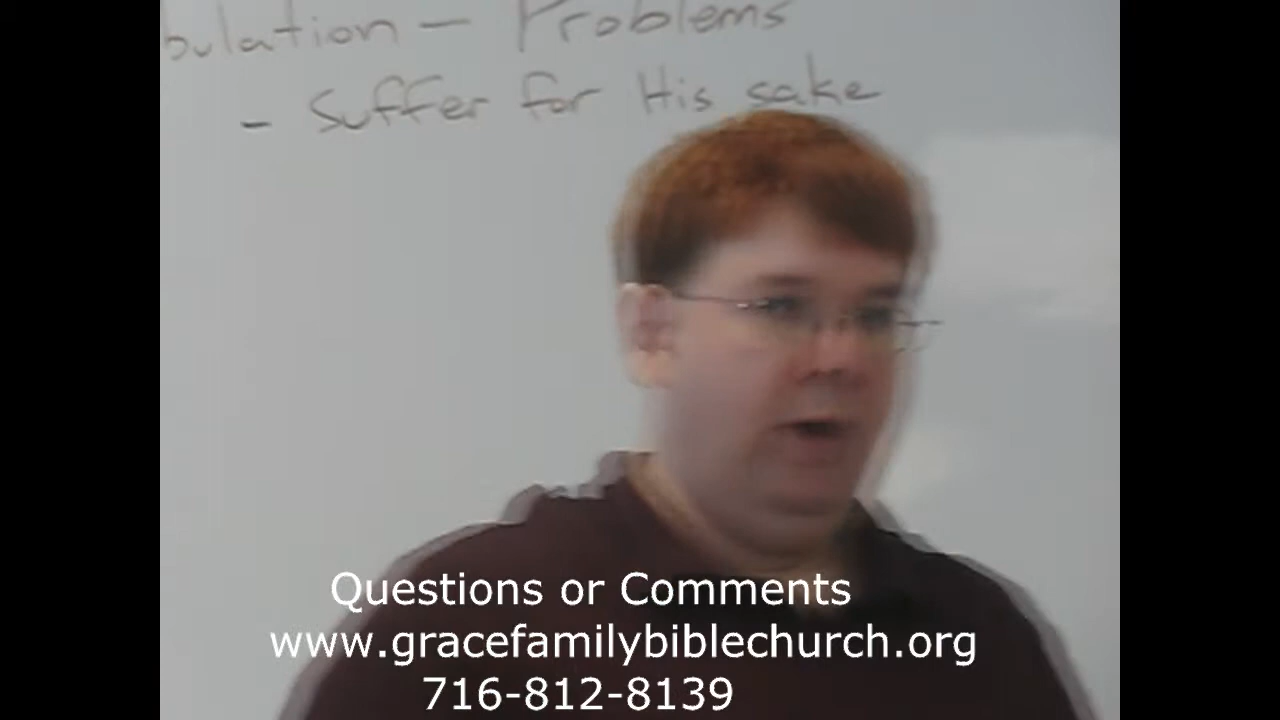 bulation - Problems
- Suffer for His sake
Questions or Comments
www.gracefamilybiblechurch.org
716-812-8139